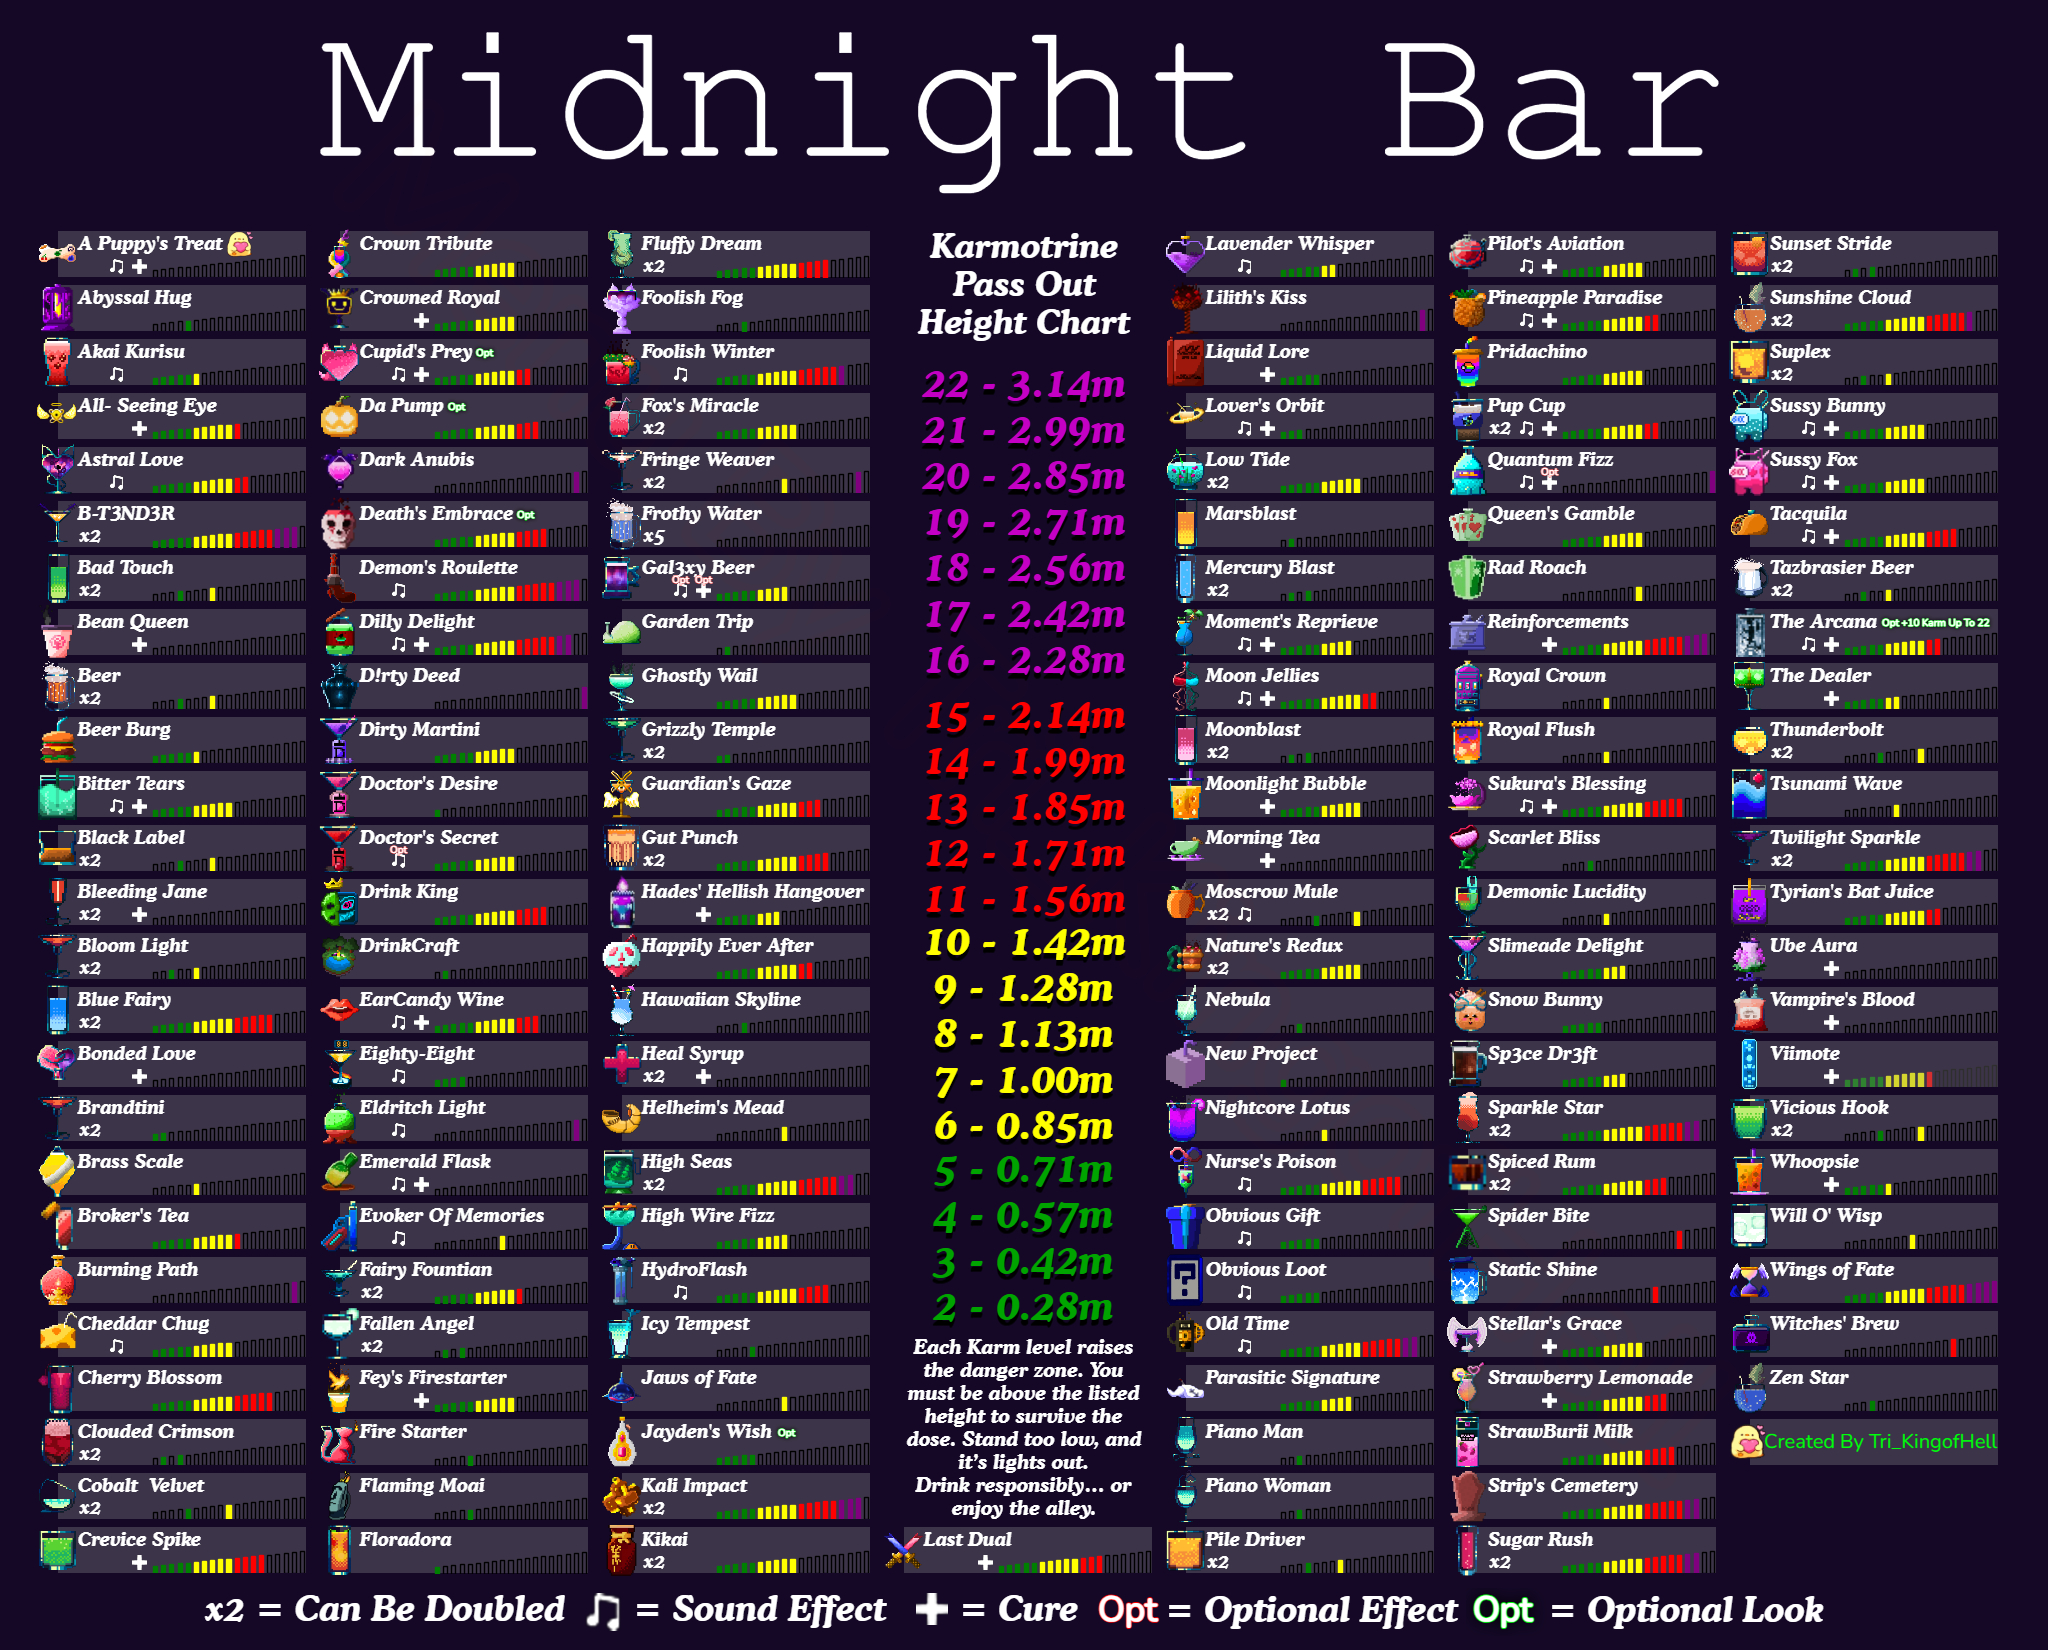 Midnight Bar
A Puppy's Treat
Abyssal Hug
Akai Kurisu
All- Seeing Eye
Astral Love
B-T3ND3R
x2
Bad Touch
x2
Bean Queen
Beer
x2
Beer Burg
Bitter Tears
Black Label
x2
Bleeding Jane
x2
Bloom Light
x2
Blue Fairy
x2
Bonded Love
Brandtini
x2
Brass Scale
Broker's Tea
Burning Path
Cheddar Chug
Cherry Blossom
Clouded Crimson
x2
Cobalt Velvet
x2
Crevice Spike
Crown Tribute
Crowned Royal
Cupid's Prey Opt
Da Pump Opt
Dark Anubis
Death's Embrace Opt
Demon's Roulette
Dilly Delight
D!rty Deed
Dirty Martini
Doctor's Desire
Doctor's Secret
Opt
Drink King
DrinkCraft
EarCandy Wine
Eighty-Eight
Eldritch Light
Emerald Flask
Evoker Of Memories
Fairy Fountian
x2
Fallen Angel
x2
Fey's Firestarter
Fire Starter
Flaming Moai
Floradora
Fluffy Dream
x2
Foolish Fog
Foolish Winter
Fox's Miracle
x2
Fringe Weaver
x2
Frothy Water
x5
Gal3xy Beer
Opt Opt
Garden Trip
Ghostly Wail
Grizzly Temple
x2
Guardian's Gaze
Gut Punch
x2
Hades' Hellish Hangover
Happily Ever After
Hawaiian Skyline
Heal Syrup
x2
Helheim's Mead
High Seas
x2
High Wire Fizz
HydroFlash
Icy Tempest
Jaws of Fate
Jayden's Wish Opt
Kali Impact
x2
Kikai
x2
Karmotrine
Pass Out
Height Chart
22 - 3.14m
21 - 2.99m
20 - 2.85m
19 - 2.71m
18 - 2.56m
17 - 2.42m
16 - 2.28m
15 - 2.14m
14 - 1.99m
13 - 1.85m
12 - 1.71m
11 - 1.56m
10 - 1.42m
9 - 1.28m
8 - 1.13m
7 - 1.00m
6 - 0.85m
5 - 0.71m
4 - 0.57m
3 - 0.42m
2 - 0.28m
Each Karm level raises
the danger zone. You
must be above the listed
height to survive the
dose. Stand too low, and
it's lights out.
Drink responsibly... or
enjoy the alley.
Last Dual
Lavender Whisper
Lilith's Kiss
Liquid Lore
Lover's Orbit
Low Tide
x2
Marsblast
Mercury Blast
x2
Moment's Reprieve
Moon Jellies
Moonblast
x2
Moonlight Bubble
Morning Tea
Moscrow Mule
x2
Nature's Redux
x2
Nebula
New Project
Nightcore Lotus
Nurse's Poison
Obvious Gift
Obvious Loot
Old Time
Parasitic Signature
Piano Man
Piano Woman
Pile Driver
x2
Pilot's Aviation
Pineapple Paradise
Pridachino
Pup Cup
x2
Quantum Fizz
Opt
Queen's Gamble
Rad Roach
Reinforcements
Royal Crown
Royal Flush
Sukura's Blessing
Scarlet Bliss
Demonic Lucidity
Slimeade Delight
Snow Bunny
Sp3ce Dr3ft
Sparkle Star
x2
Spiced Rum
x2
Spider Bite
Static Shine
Stellar's Grace
Strawberry Lemonade
StrawBurii Milk
Strip's Cemetery
Sugar Rush
x2
Sunset Stride
x2
Sunshine Cloud
x2
Suplex
x2
Sussy Bunny
Sussy Fox
Tacquila
Tazbrasier Beer
x2
The Arcana Opt +10 Karm Up To 22
The Dealer
Thunderbolt
x2
Tsunami Wave
Twilight Sparkle
x2
Tyrian's Bat Juice
Ube Aura
Vampire's Blood
Viimote
Vicious Hook
x2
Whoopsie
Will O' Wisp
Wings of Fate
Witches' Brew
Zen Star
Created By Tri_KingofHell
x2 = Can Be Doubled = Sound Effect = Cure Opt = Optional Effect Opt = Optional Look